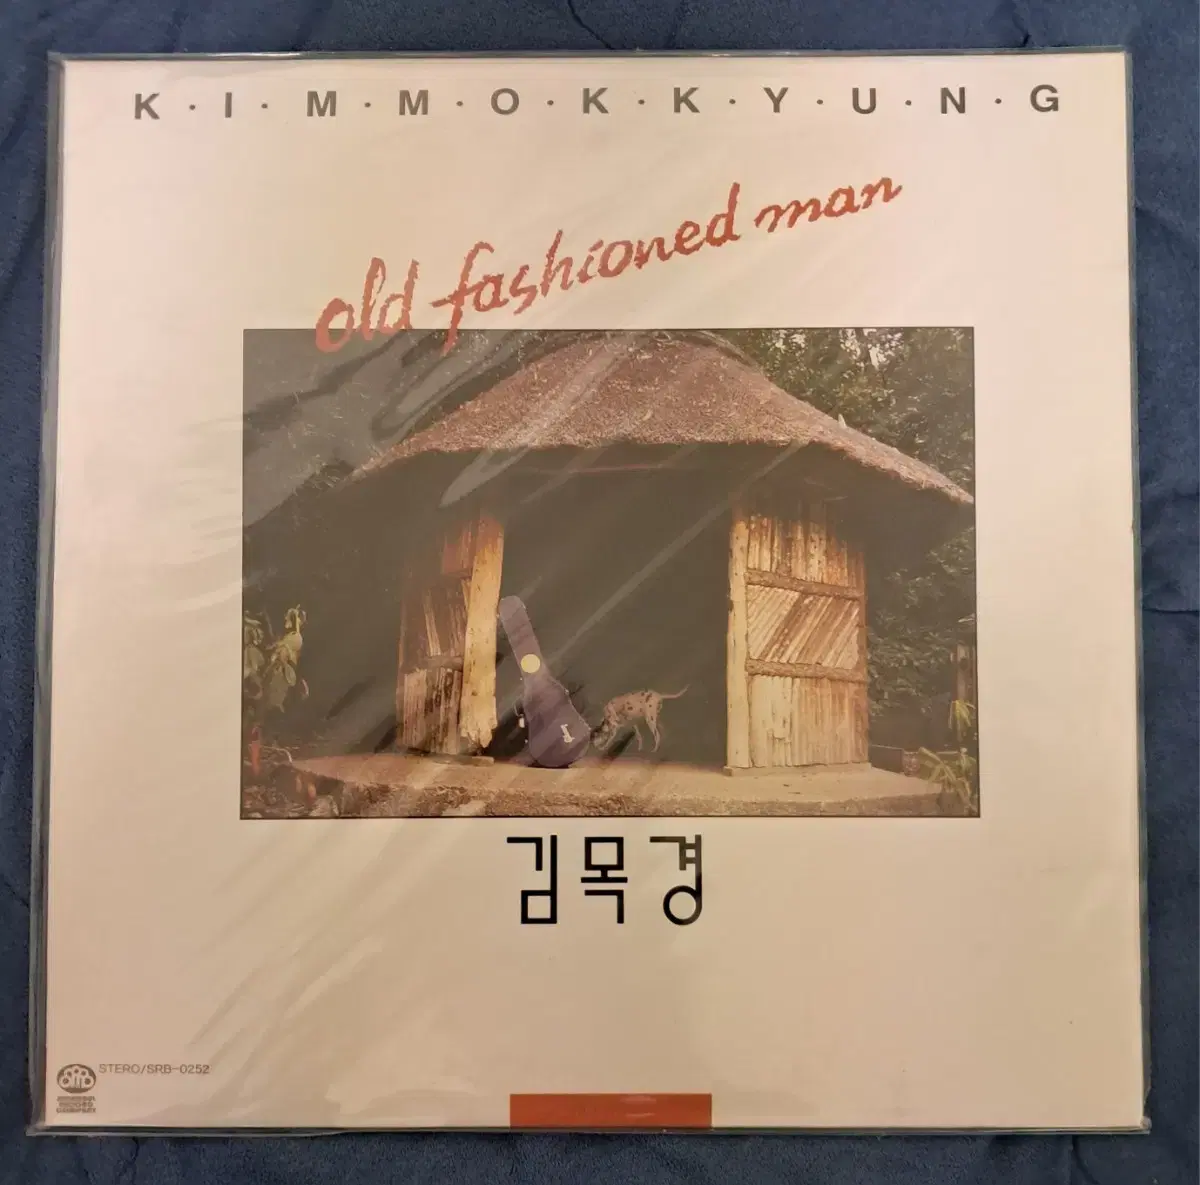 K·I·M·M·O·K·K·Y·U·N·G
old fashioned man
김목경
STERO/SRB-0252